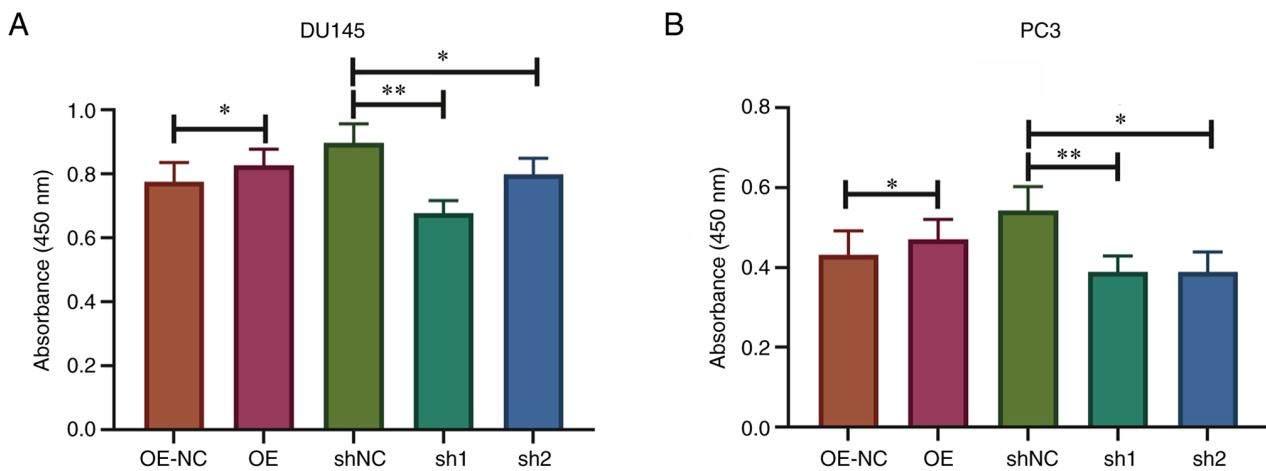 A
DU145
*
**
*
1.0
0.8
0.6
0.4
0.2
0.0
Absorbance (450 nm)
OE-NC OE shNC sh1 sh2
B
PC3
*
**
*
0.8
0.6
0.4
0.2
0.0
Absorbance (450 nm)
OE-NC OE shNC sh1 sh2